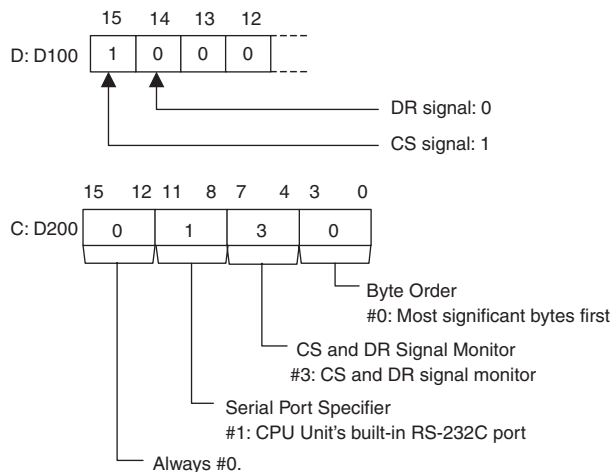 15 14 13 12
D: D100 1 0 0 0
DR signal: 0
CS signal: 1
15 12 11 8 7 4 3 0
C: D200 0 1 3 0
Byte Order
#0: Most significant bytes first
CS and DR Signal Monitor
#3: CS and DR signal monitor
Serial Port Specifier
#1: CPU Unit's built-in RS-232C port
Always #0.